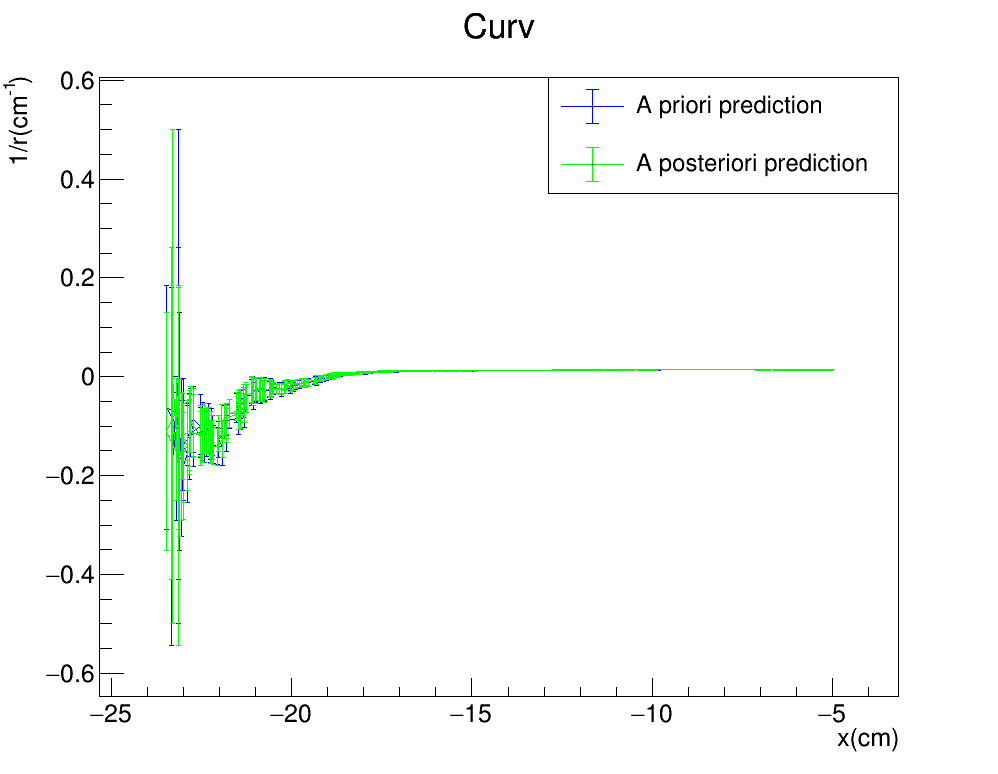 Curv
1/r(cm⁻¹)
A priori prediction
A posteriori prediction
0.6
0.4
0.2
0
−0.2
−0.4
−0.6
−25 −20 −15 −10 −5
x(cm)